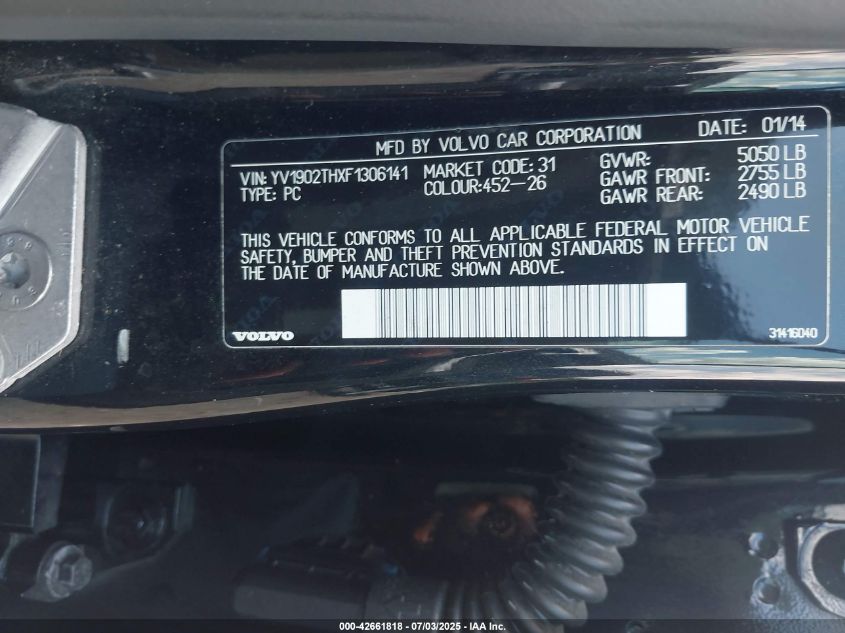 MFD BY VOLVO CAR CORPORATION DATE: 01/14
VIN: YV1902THXF1306141 MARKET CODE: 31 GVWR: 5050 LB
TYPE: PC COLOUR:452-26 GAWR FRONT: 2755 LB
GAWR REAR: 2490 LB
THIS VEHICLE CONFORMS TO ALL APPLICABLE FEDERAL MOTOR VEHICLE
SAFETY, BUMPER AND THEFT PREVENTION STANDARDS IN EFFECT ON
THE DATE OF MANUFACTURE SHOWN ABOVE.
VOLVO 31416040
000-42661818 - 07/03/2025 - IAA Inc.